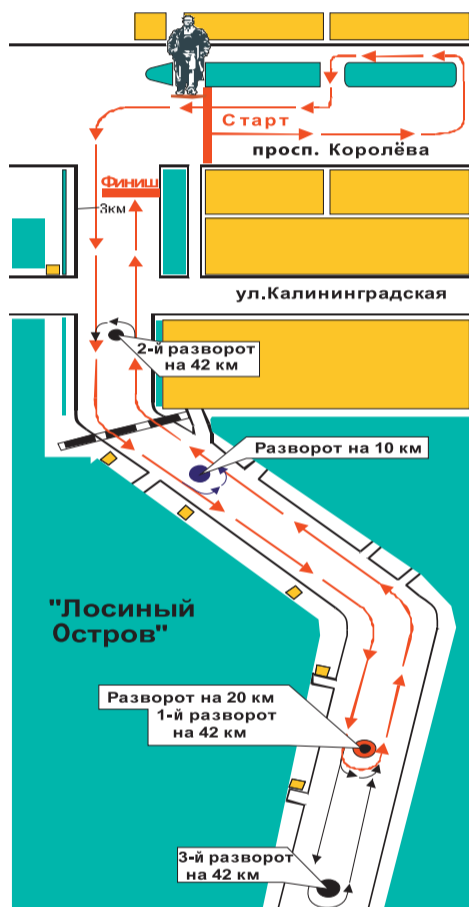 Старт
просп. Королёва
Финиш
3км
ул.Калининградская
2-й разворот
на 42 км
Разворот на 10 км
"Лосиный
Остров"
Разворот на 20 км
1-й разворот
на 42 км
3-й разворот
на 42 км